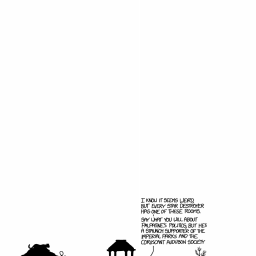 I KNOW IT SEEMS WEIRD,
BUT EVERY STAR DESTROYER
HAS ONE OF THESE ROOMS.
SAY WHAT YOU WILL ABOUT
PALPATINE'S POLITICS, BUT HE'S
A STAUNCH SUPPORTER OF THE
IMPERIAL PARKS AND THE
CORUSCANT AUDUBON SOCIETY